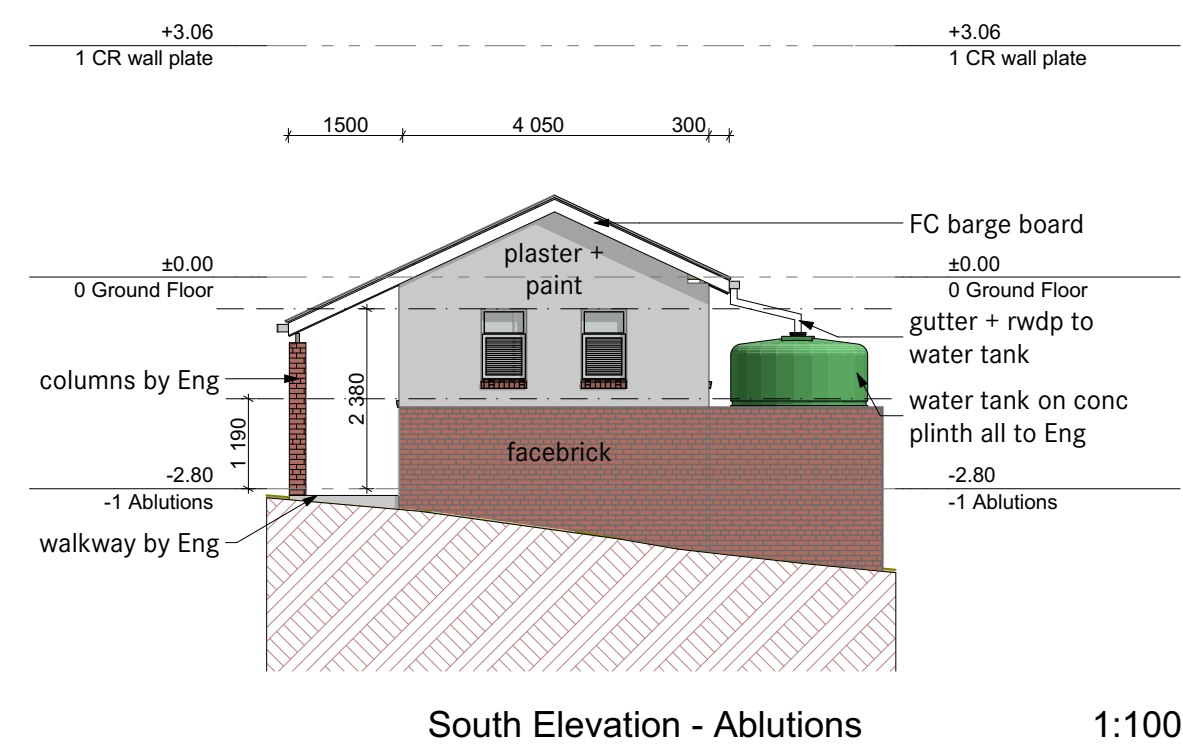 +3.06
1 CR wall plate
+3.06
1 CR wall plate
1500
4 050
300
FC barge board
plaster +
paint
±0.00
0 Ground Floor
±0.00
0 Ground Floor
gutter + rwdp to
water tank
columns by Eng
2 380
water tank on conc
plinth all to Eng
1 190
facebrick
-2.80
-1 Ablutions
-2.80
-1 Ablutions
walkway by Eng
South Elevation - Ablutions
1:100